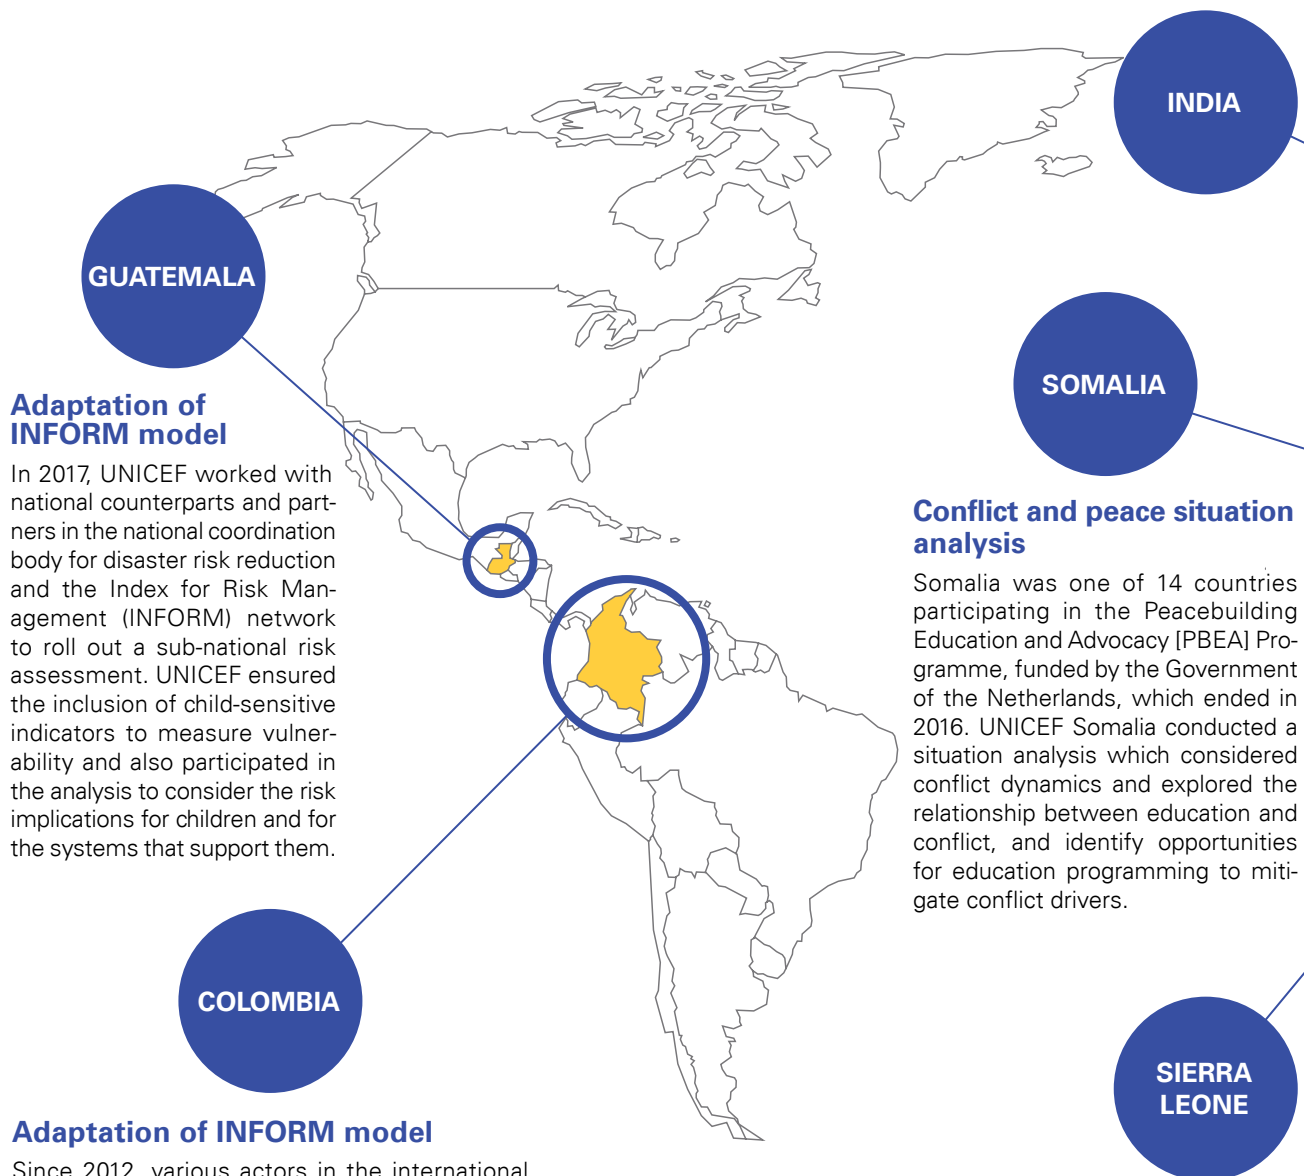 INDIA
GUATEMALA
Adaptation of
INFORM model
In 2017, UNICEF worked with
national counterparts and part-
ners in the national coordination
body for disaster risk reduction
and the Index for Risk Man-
agement (INFORM) network
to roll out a sub-national risk
assessment. UNICEF ensured
the inclusion of child-sensitive
indicators to measure vulner-
ability and also participated in
the analysis to consider the risk
implications for children and for
the systems that support them.
SOMALIA
Conflict and peace situation
analysis
Somalia was one of 14 countries
participating in the Peacebuilding
Education and Advocacy [PBEA] Pro-
gramme, funded by the Government
of the Netherlands, which ended in
2016. UNICEF Somalia conducted a
situation analysis which considered
conflict dynamics and explored the
relationship between education and
conflict, and identify opportunities
for education programming to miti-
gate conflict drivers.
COLOMBIA
Adaptation of INFORM model
Since 2012, various actors in the international
SIERRA
LEONE